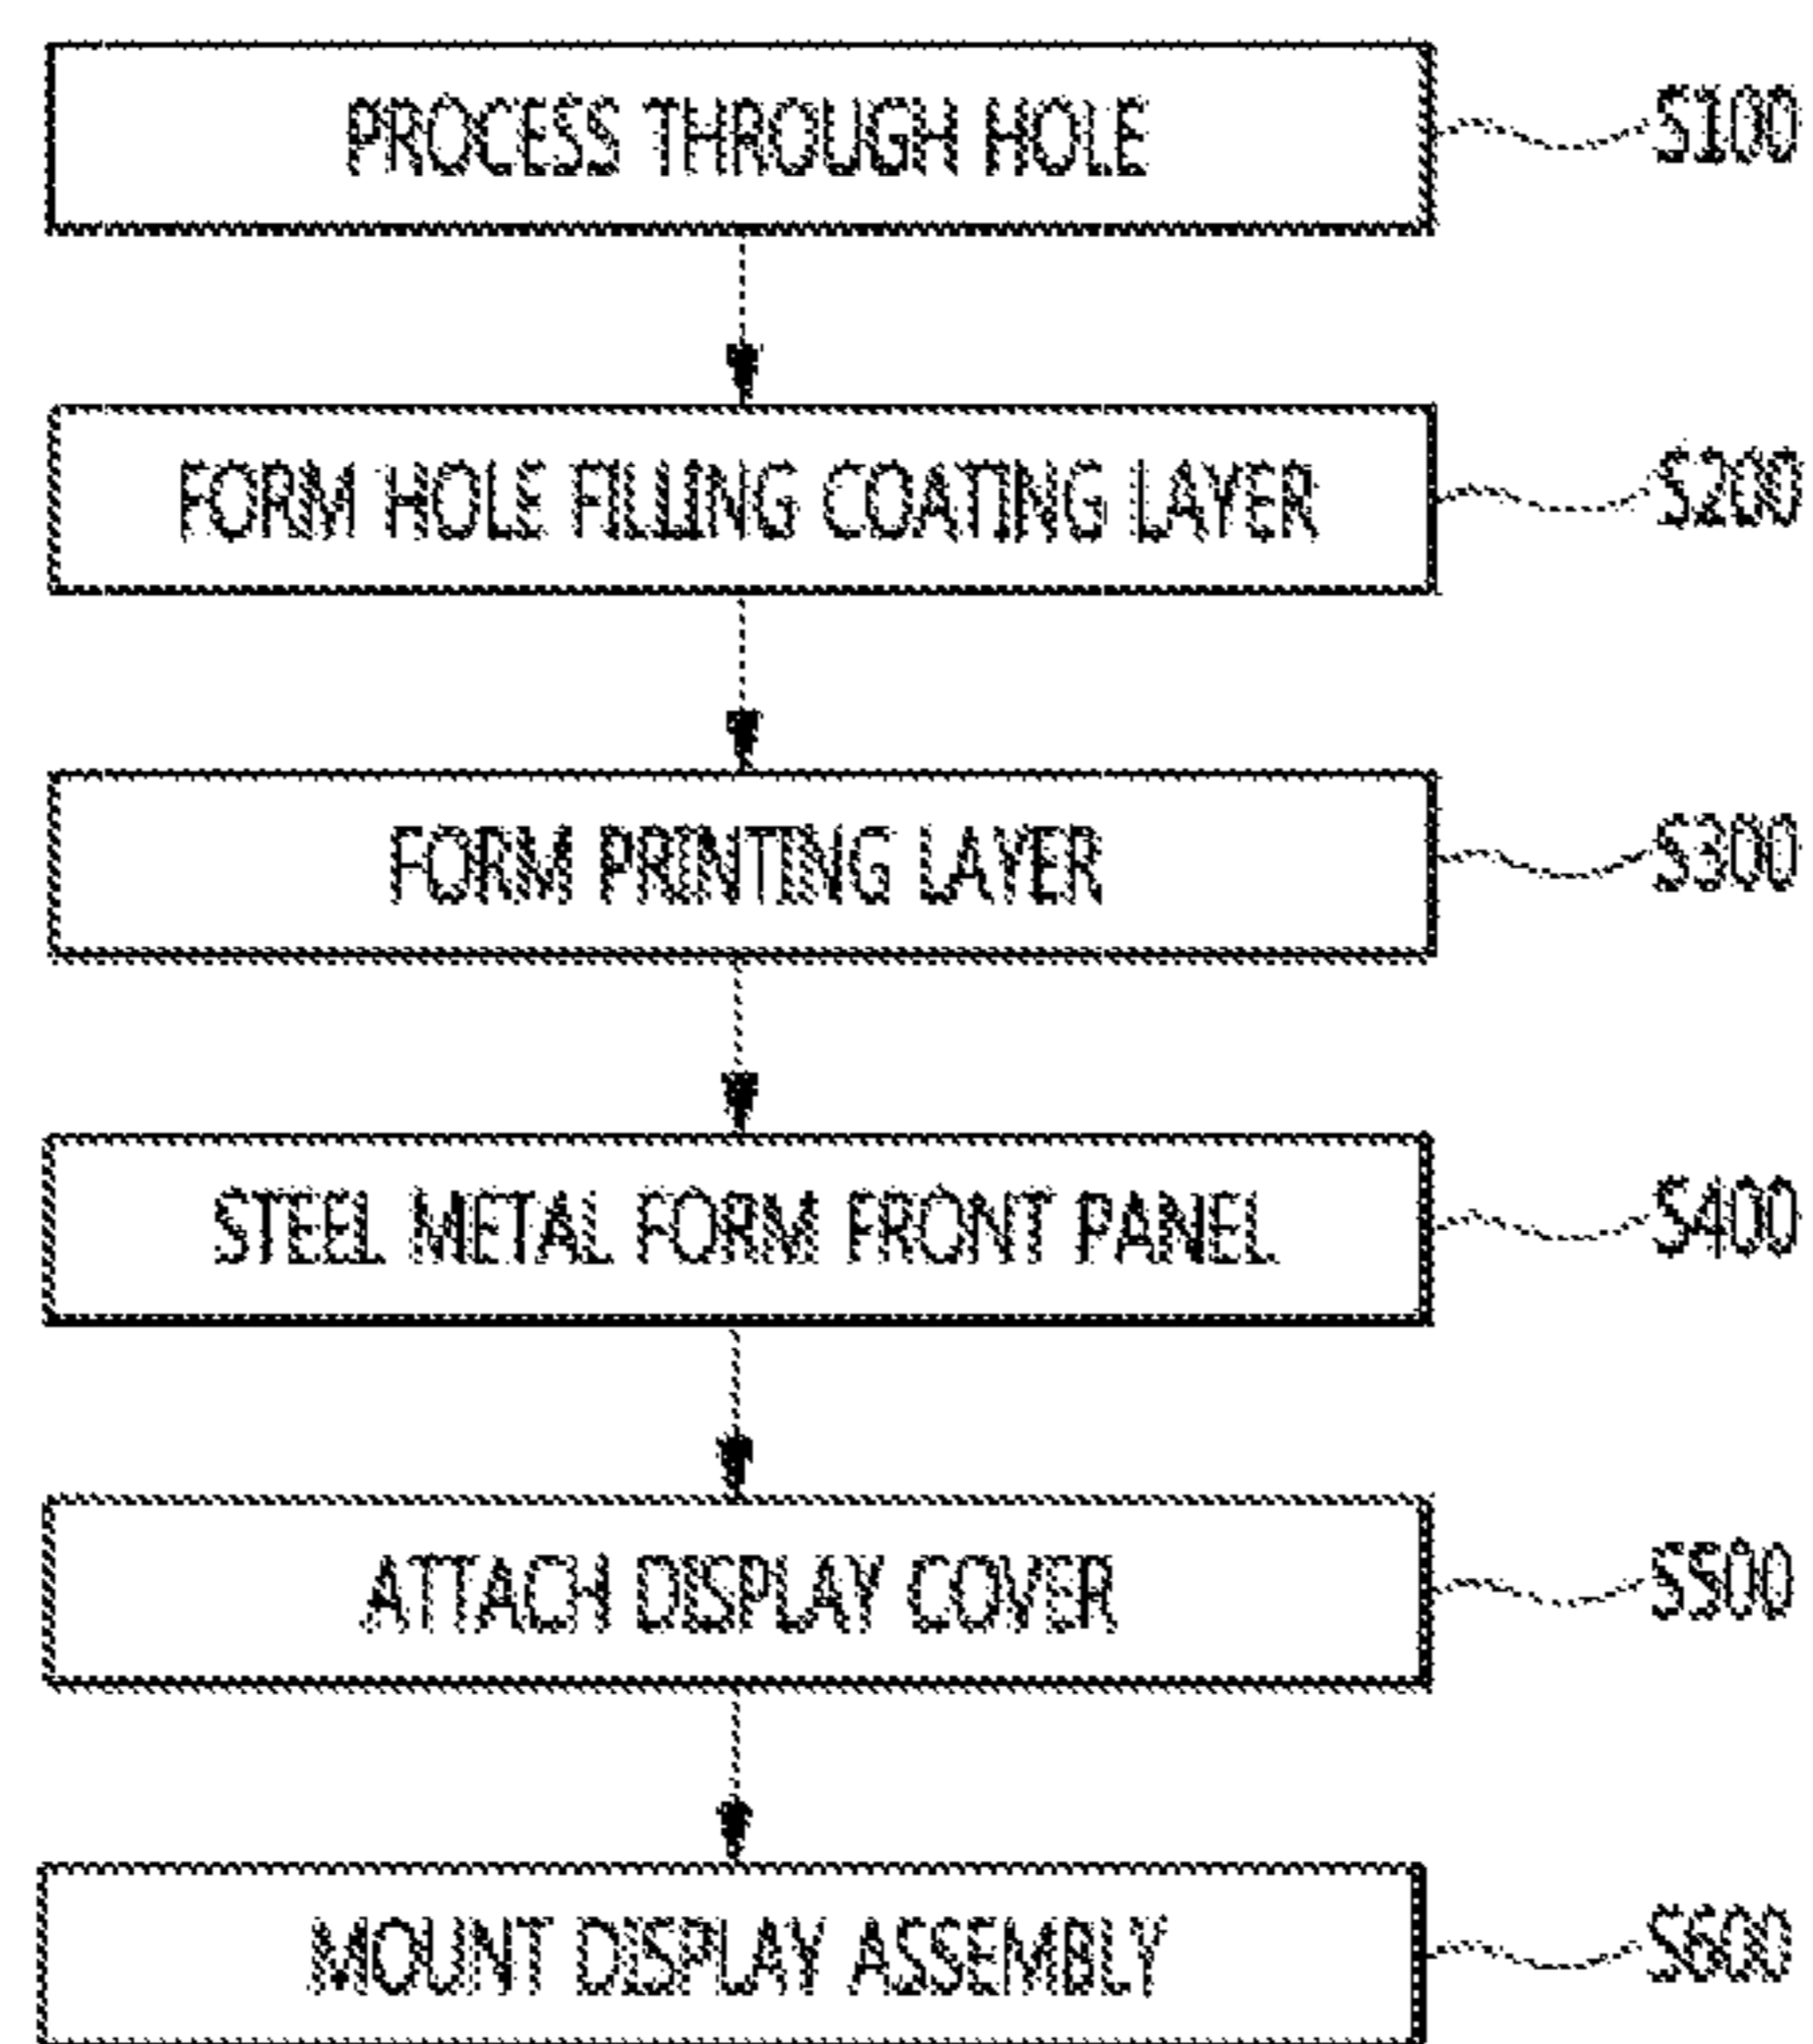 PROCESS THROUGH HOLE S100
FORM HOLE FILLING COATING LAYER S200
FORM PRINTING LAYER S300
STEEL METAL FORM FRONT PANEL S400
ATTACH DISPLAY COVER S500
MOUNT DISPLAY ASSEMBLY S600